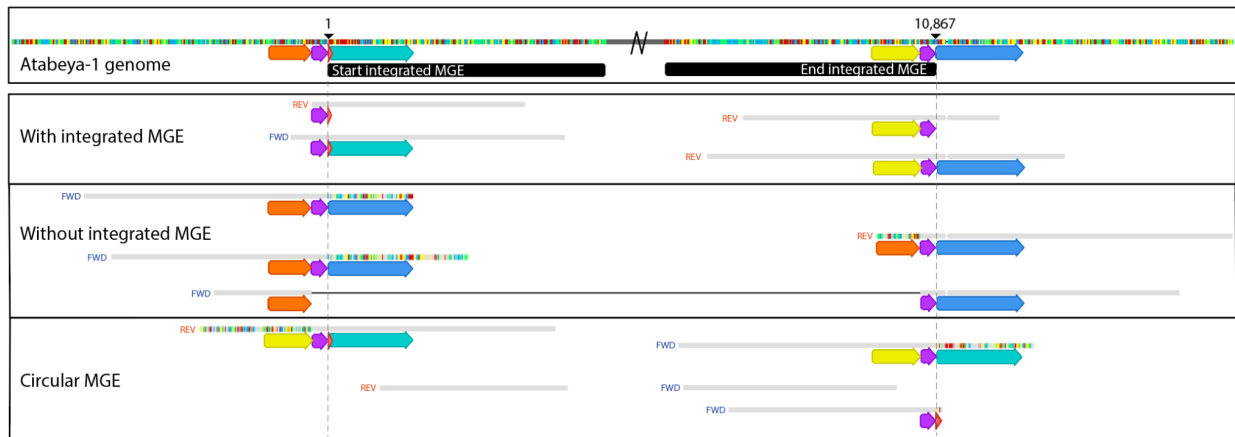 1 10,867
Atabeya-1 genome
Start integrated MGE End integrated MGE
With integrated MGE
REV
FWD
REV
REV
Without integrated MGE
FWD
FWD
FWD
REV
Circular MGE
REV
REV
FWD
FWD
FWD